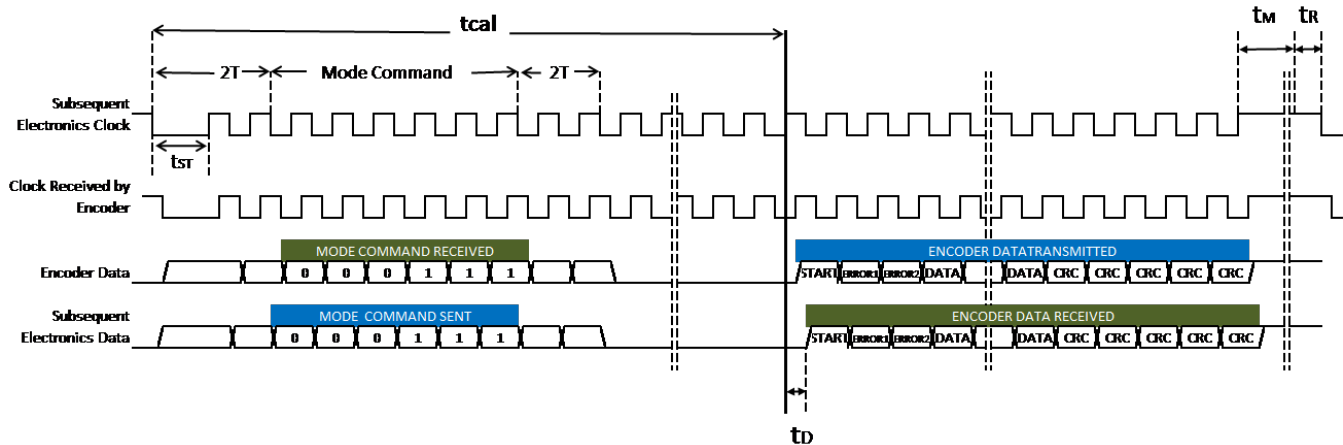 tcal
tM
tR
2T
Mode Command
2T
Subsequent
Electronics Clock
tST
Clock Received by
Encoder
MODE COMMAND RECEIVED
ENCODER DATATRANSMITTED
Encoder Data
0 0 0 1 1 1
START ERROR1 ERROR2 DATA DATA CRC CRC CRC CRC CRC
Subsequent
Electronics Data
MODE COMMAND SENT
ENCODER DATA RECEIVED
0 0 0 1 1 1
START ERROR1 ERROR2 DATA DATA CRC CRC CRC CRC CRC
tD